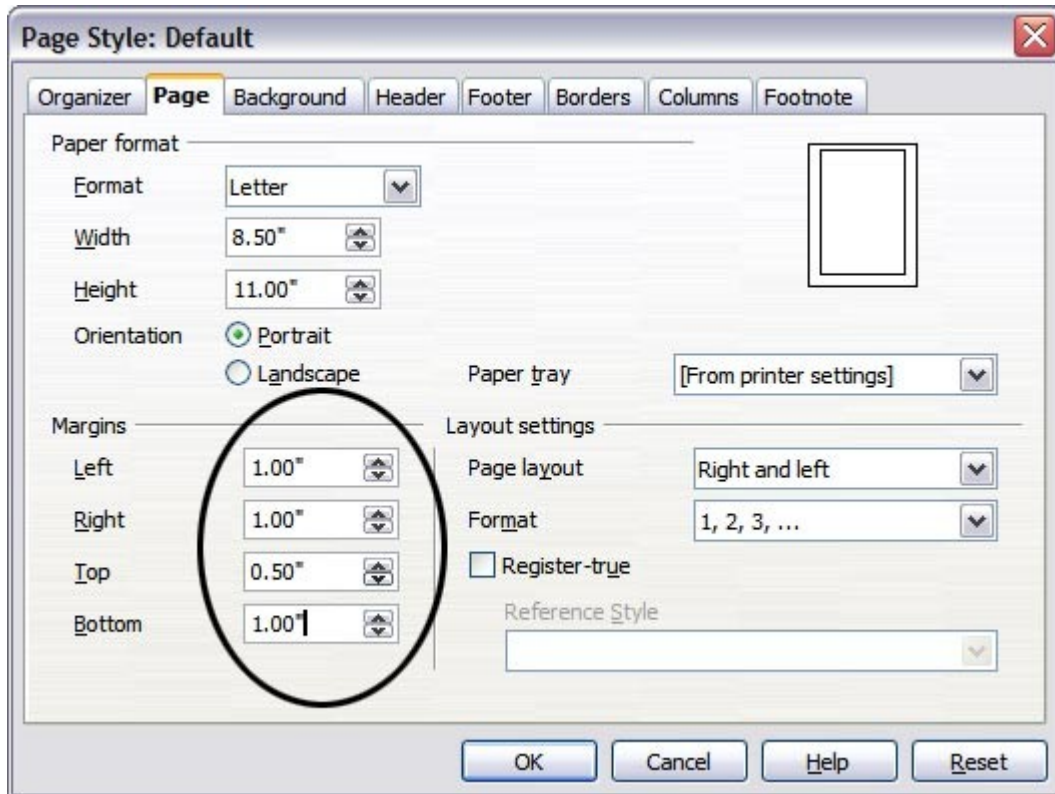 Page Style: Default
Organizer Page Background Header Footer Borders Columns Footnote
Paper format
Format Letter
Width 8.50"
Height 11.00"
Orientation Portrait
Landscape
Paper tray [From printer settings]
Margins
Left 1.00"
Right 1.00"
Top 0.50"
Bottom 1.00"
Layout settings
Page layout Right and left
Format 1, 2, 3, ...
Register-true
Reference Style
OK Cancel Help Reset